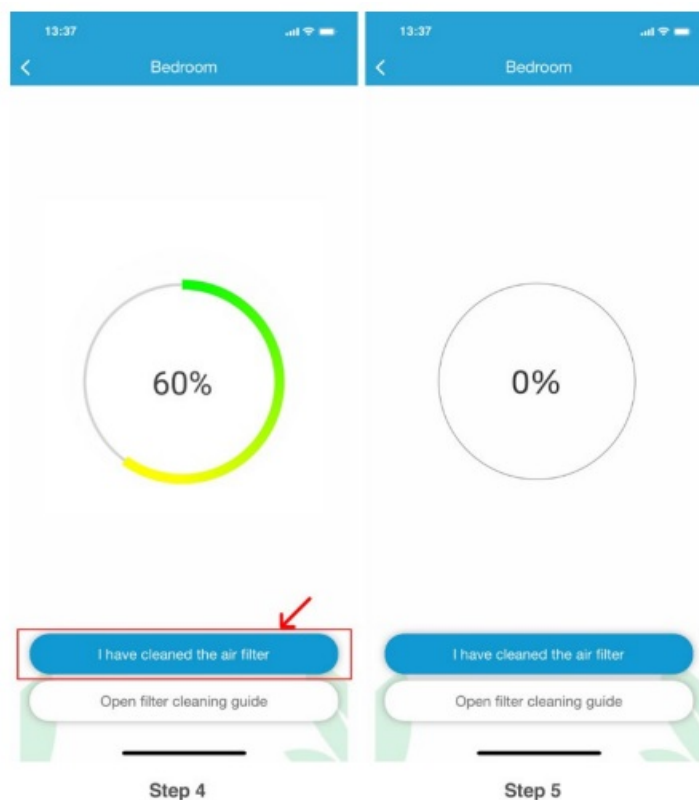 13:37
Bedroom
60%
I have cleaned the air filter
Open filter cleaning guide
Step 4
13:37
Bedroom
0%
I have cleaned the air filter
Open filter cleaning guide
Step 5